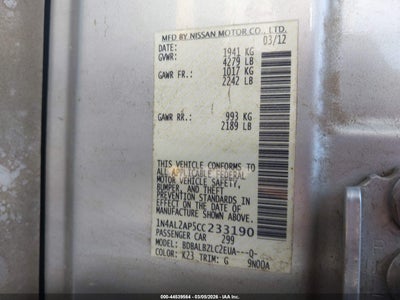 MFD BY NISSAN MOTOR CO., LTD.
DATE: 03/12
GVWR: 1941 KG
4279 LB
GAWR FR.: 1017 KG
2242 LB
GAWR RR.: 993 KG
2189 LB
THIS VEHICLE CONFORMS TO
ALL APPLICABLE FEDERAL
MOTOR VEHICLE SAFETY,
BUMPER, AND THEFT
PREVENTION STANDARDS
IN EFFECT ON THE DATE OF
MANUFACTURE SHOWN ABOVE.
1N4AL2AP5CC233190
PASSENGER CAR 299
MODEL: BDBALBZLC2EUA---Q-
COLOR: K23 TRIM: G 9N00A
000 - 44539564 - 03/05/2026 - IAA